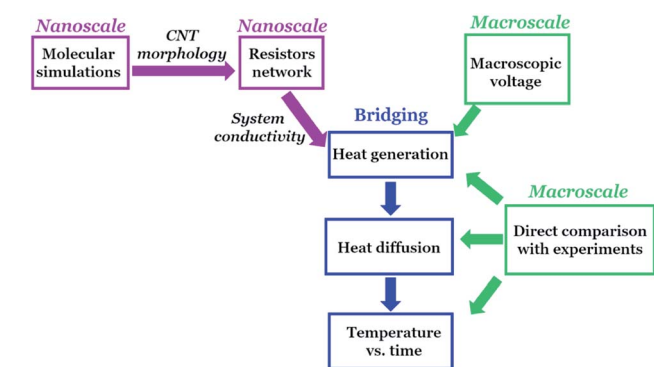 Nanoscale
CNT
morphology
Nanoscale
Macroscale
Molecular
simulations
Resistors
network
Macroscopic
voltage
System
conductivity
Bridging
Heat generation
Macroscale
Heat diffusion
Direct comparison
with experiments
Temperature
vs. time